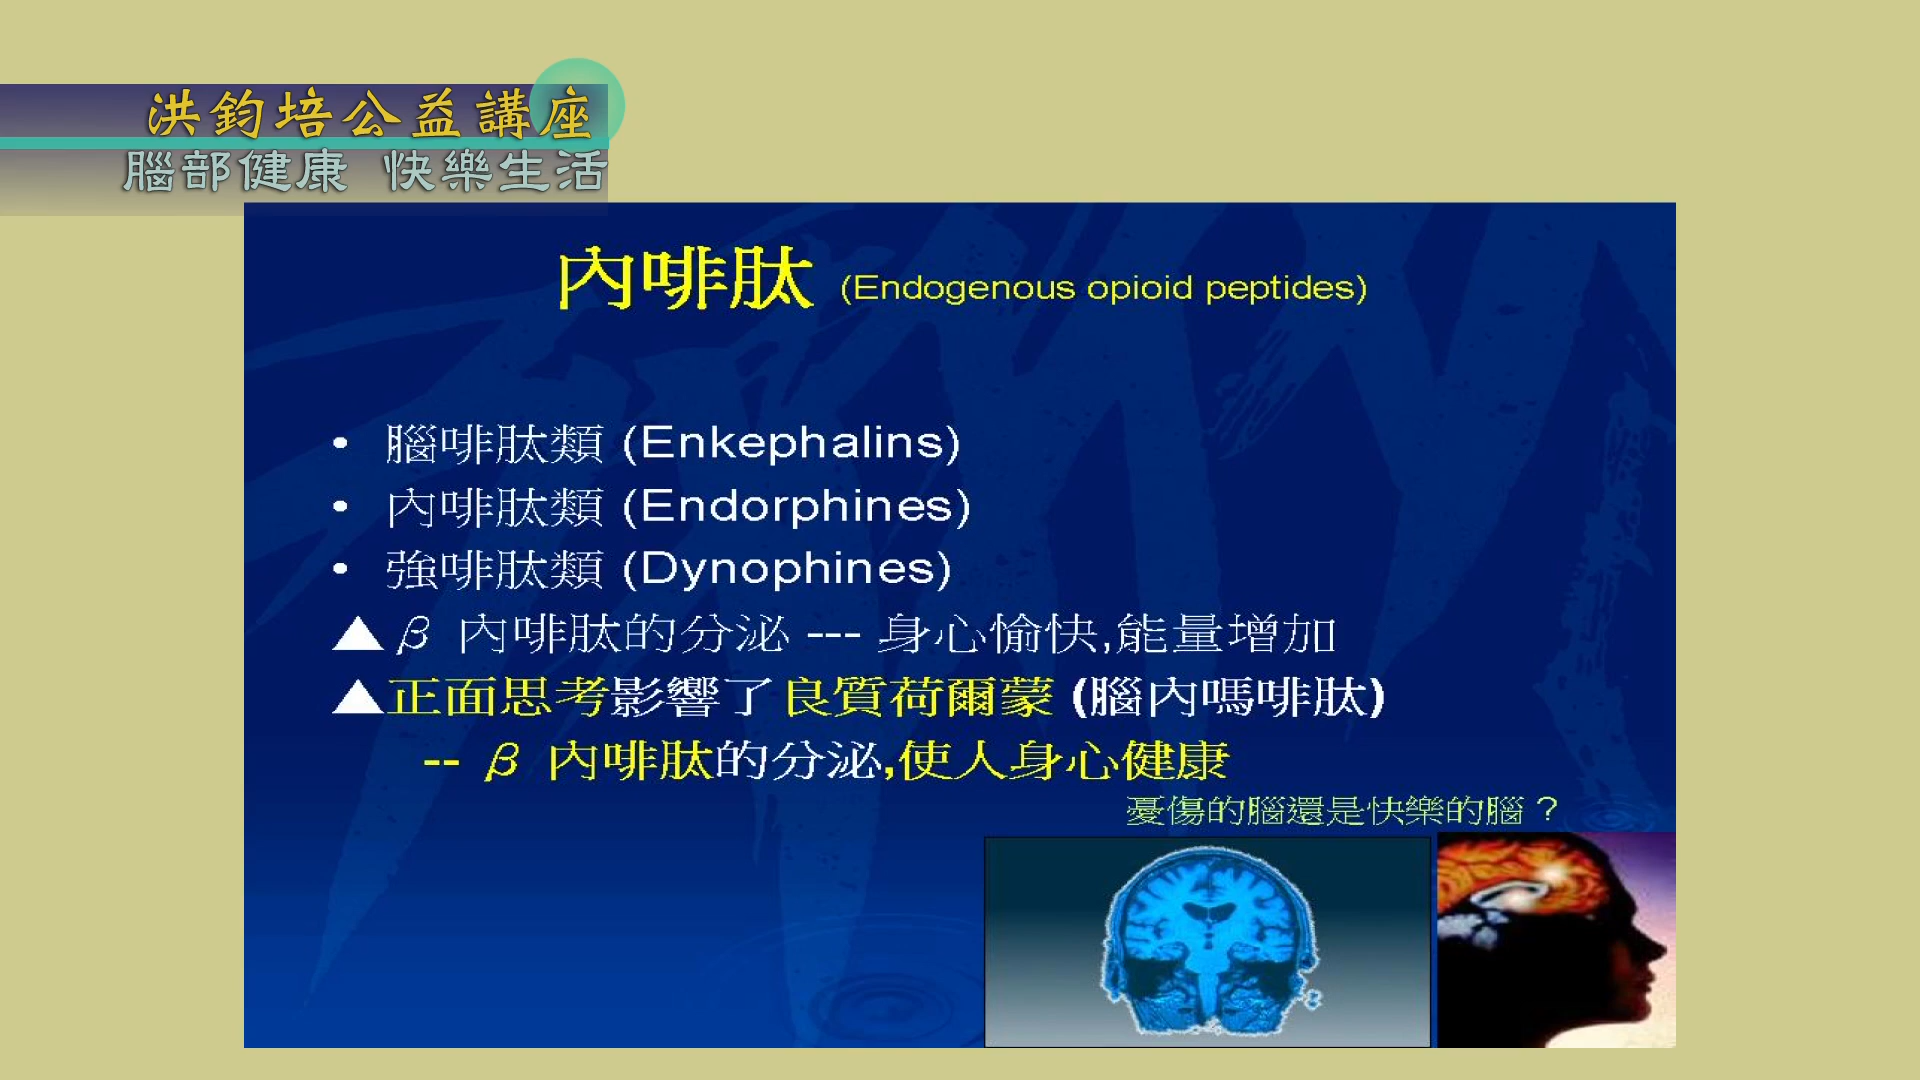 洪鈞培公益講座
腦部健康 快樂生活
內啡肽 (Endogenous opioid peptides)
• 腦啡肽類 (Enkephalins)
• 內啡肽類 (Endorphines)
• 強啡肽類 (Dynophines)
▲β 內啡肽的分泌 --- 身心愉快,能量增加
▲正面思考影響了良質荷爾蒙 (腦內嗎啡肽)
-- β 內啡肽的分泌,使人身心健康
憂傷的腦還是快樂的腦？